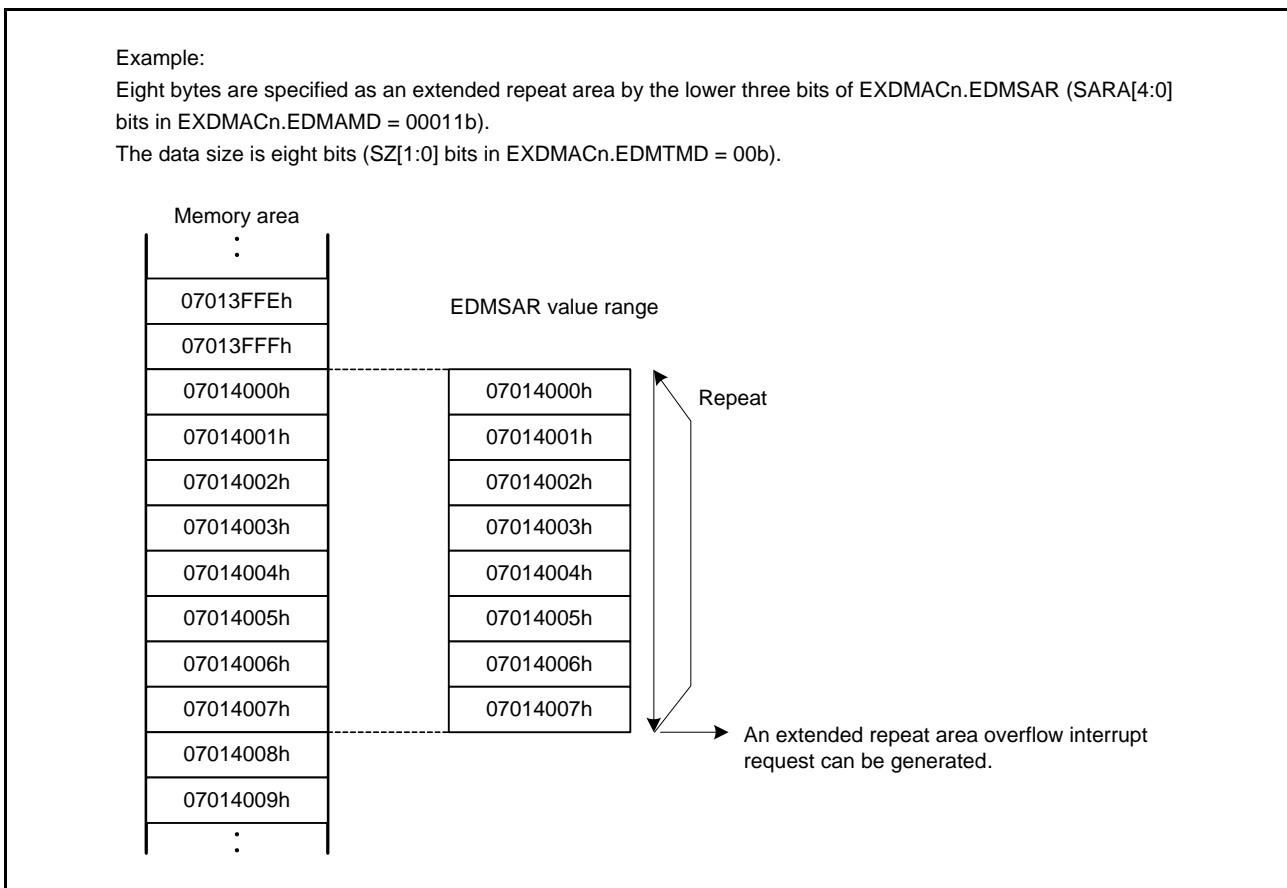 Example:
Eight bytes are specified as an extended repeat area by the lower three bits of EXDMACn.EDMSAR (SARA[4:0]
bits in EXDMACn.EDMAMD = 00011b).
The data size is eight bits (SZ[1:0] bits in EXDMACn.EDMTMD = 00b).
Memory area
07013FFEh
EDMSAR value range
07013FFFh
07014000h
07014001h
07014002h
07014003h
07014004h
07014005h
07014006h
07014007h
07014008h
07014009h
07014000h
07014001h
07014002h
07014003h
07014004h
07014005h
07014006h
07014007h
Repeat
An extended repeat area overflow interrupt
request can be generated.